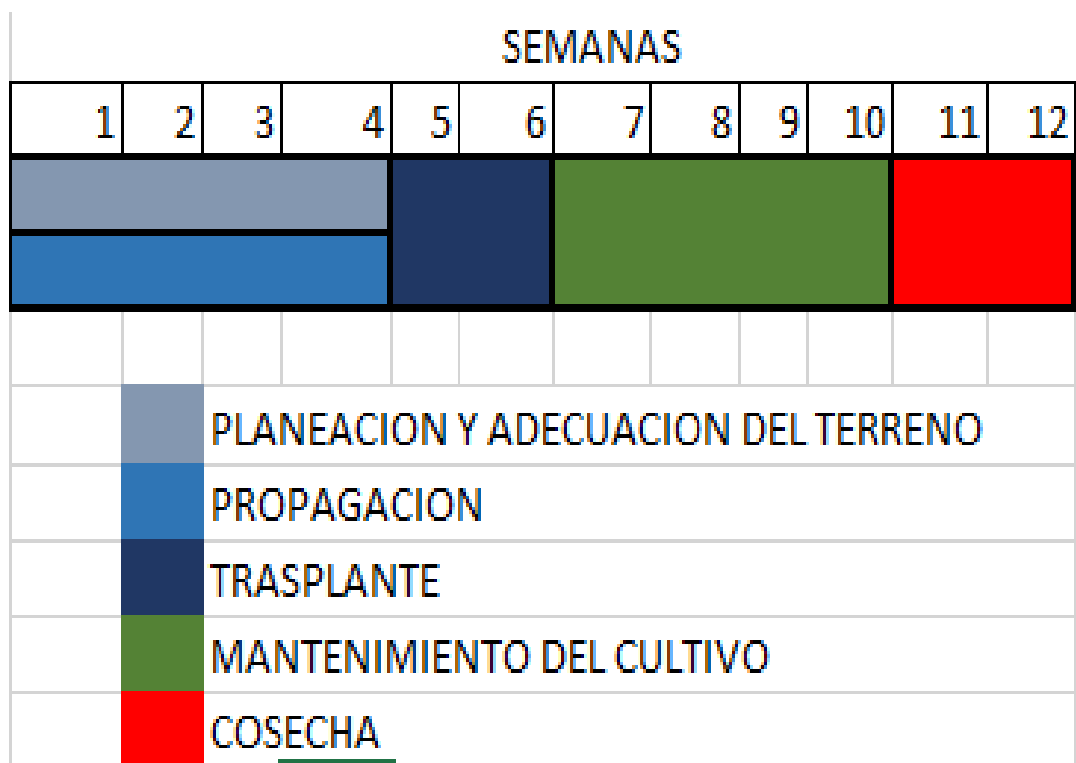 SEMANAS
1 2 3 4 5 6 7 8 9 10 11 12
PLANEACION Y ADECUACION DEL TERRENO
PROPAGACION
TRASPLANTE
MANTENIMIENTO DEL CULTIVO
COSECHA